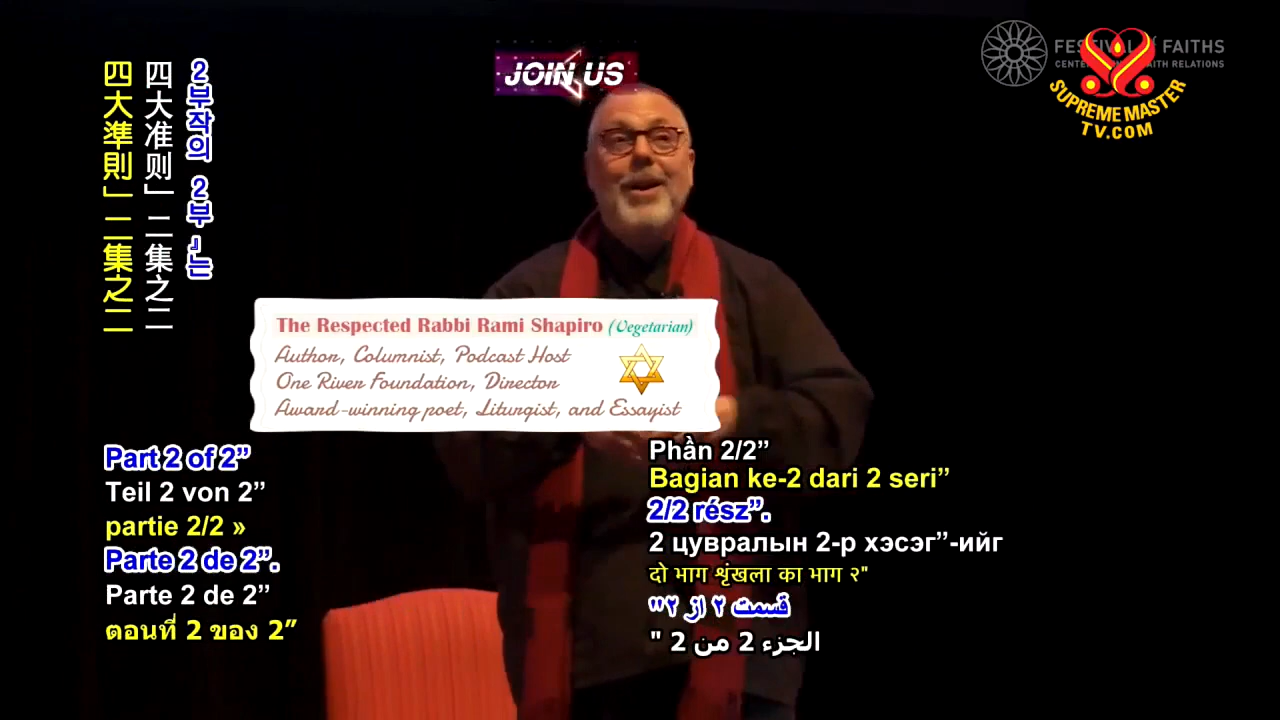 JOIN US
FESTIVAL of FAITHS
SUPREME MASTER
TV.COM
2부작의 2부』는
四大准则」二集之二
四大準則」二集之二
The Respected Rabbi Rami Shapiro (Vegetarian)
Author, Columnist, Podcast Host
One River Foundation, Director
Award-winning poet, Liturgist, and Essayist
Part 2 of 2”
Teil 2 von 2”
partie 2/2 »
Parte 2 de 2”.
Parte 2 de 2”
ตอนที่ 2 ของ 2”
Phần 2/2”
Bagian ke-2 dari 2 seri”
2/2 rész”.
2 цувралын 2-р хэсэг”-ийг
दो भाग श्रृंखला का भाग २"
قسمت ۲ از ۲"
الجزء 2 من 2 "